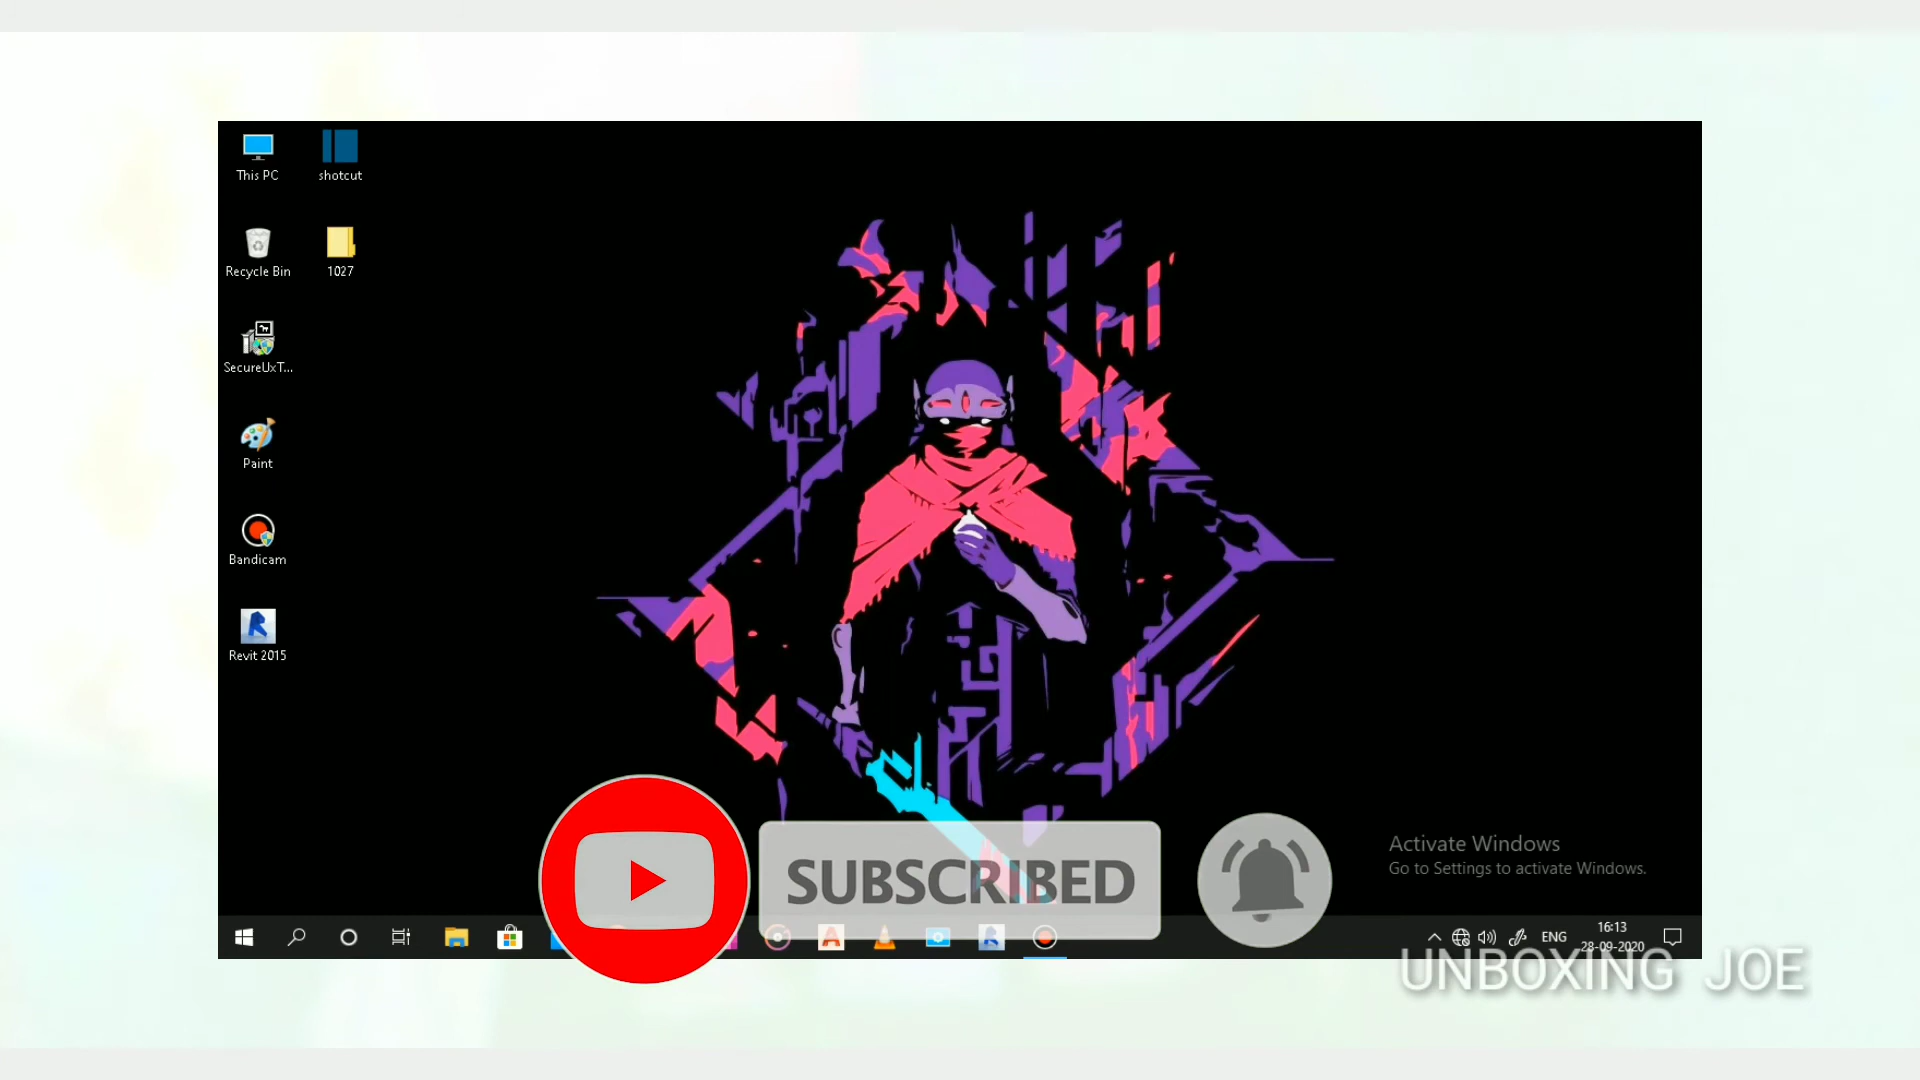 This PC
shotcut
Recycle Bin
1027
SecureUxT...
Paint
Bandicam
Revit 2015
SUBSCRIBED
Activate Windows
Go to Settings to activate Windows.
ENG
16:13
28-09-2020
UNBOXING JOE